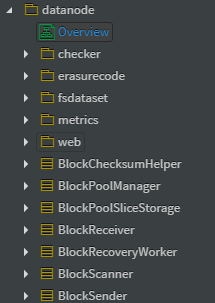 datanode
Overview
checker
erasurecode
fsdataset
metrics
web
BlockChecksumHelper
BlockPoolManager
BlockPoolSliceStorage
BlockReceiver
BlockRecoveryWorker
BlockScanner
BlockSender